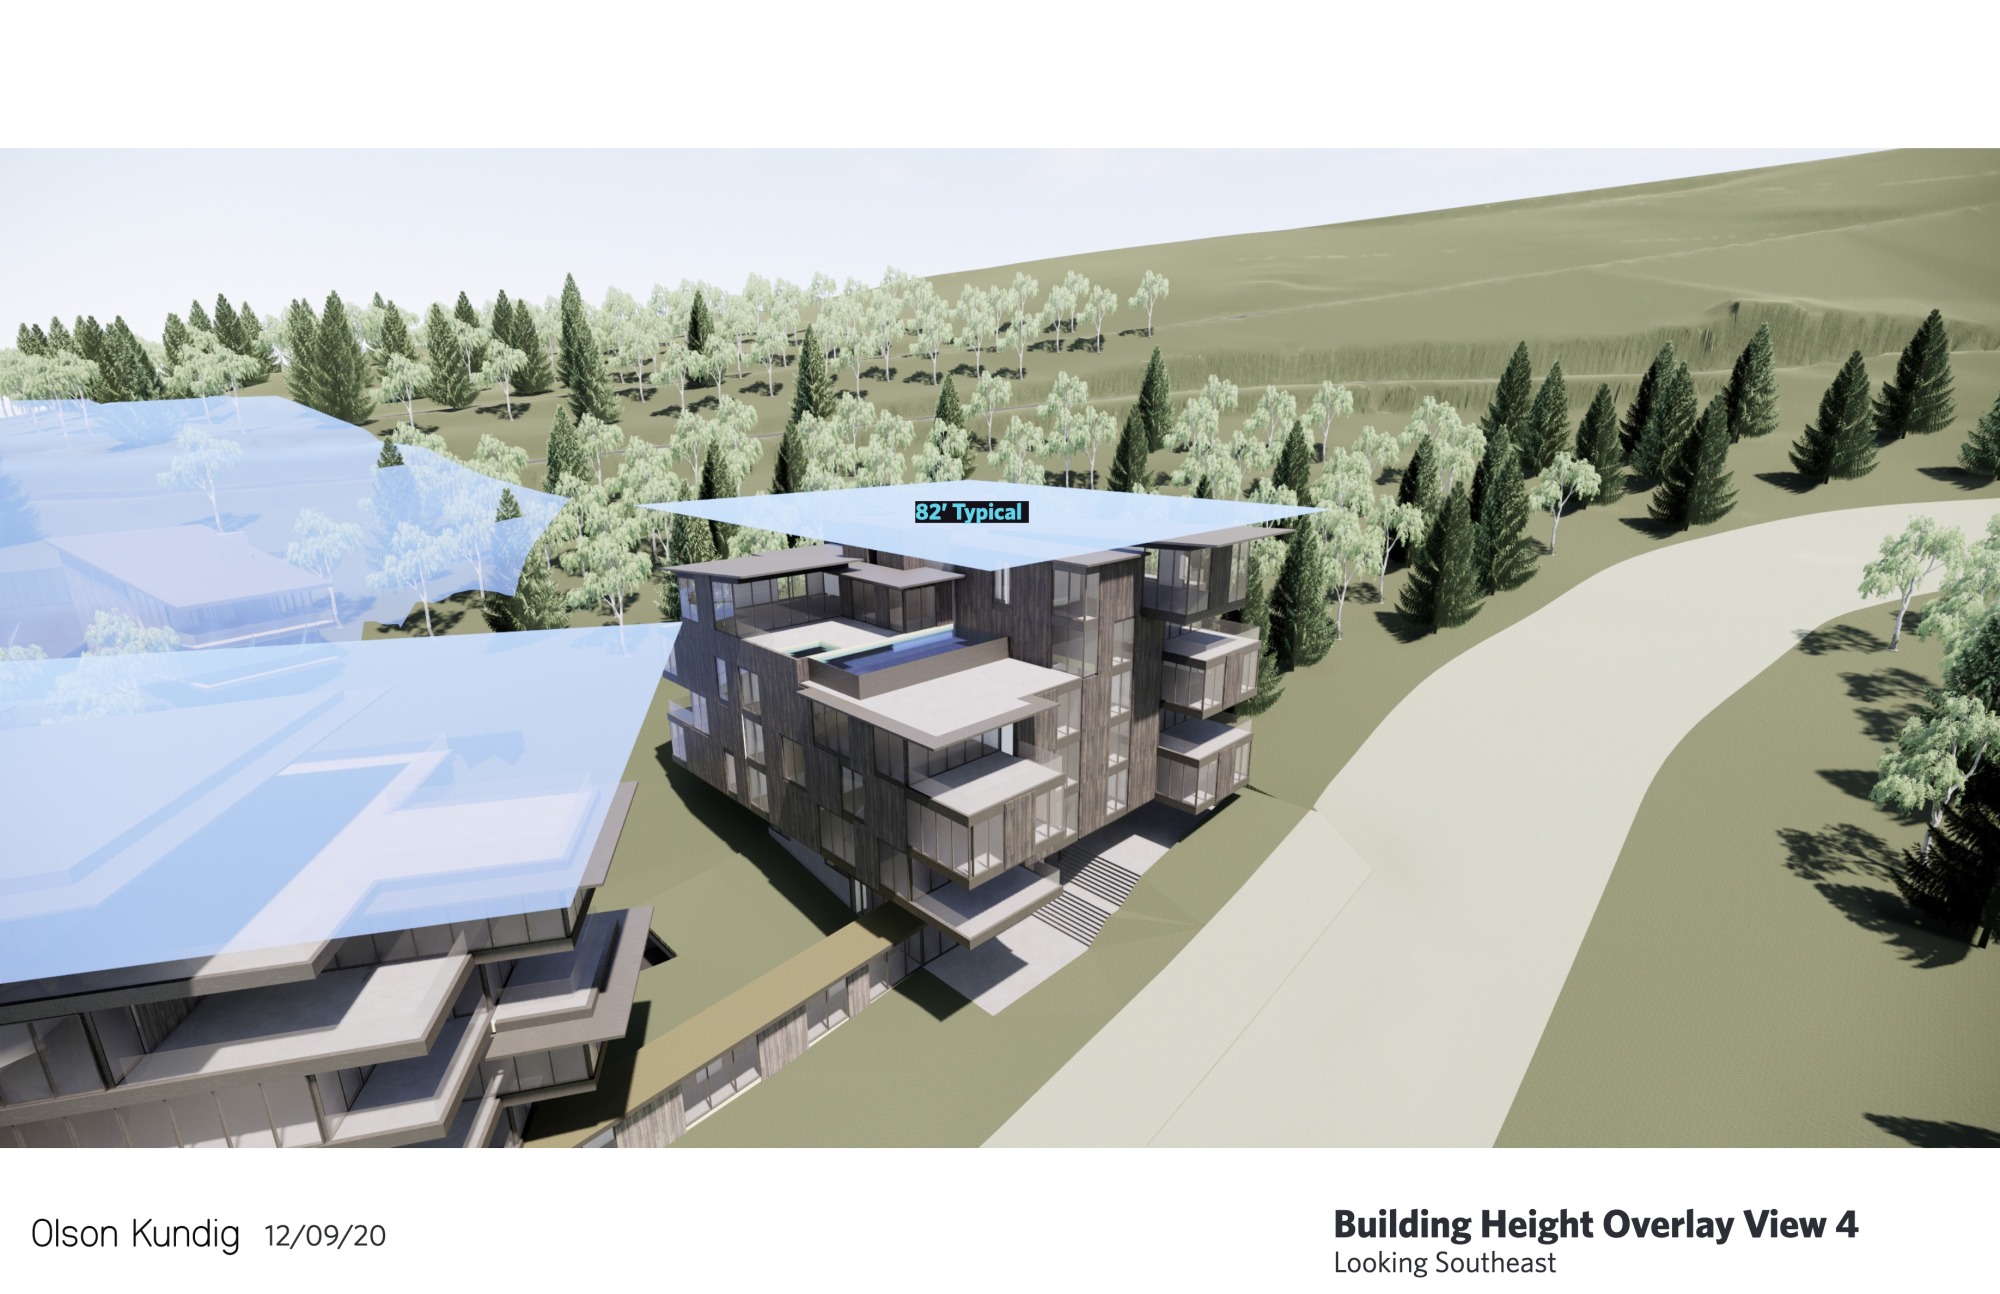 82' Typical
Olson Kundig 12/09/20
Building Height Overlay View 4
Looking Southeast